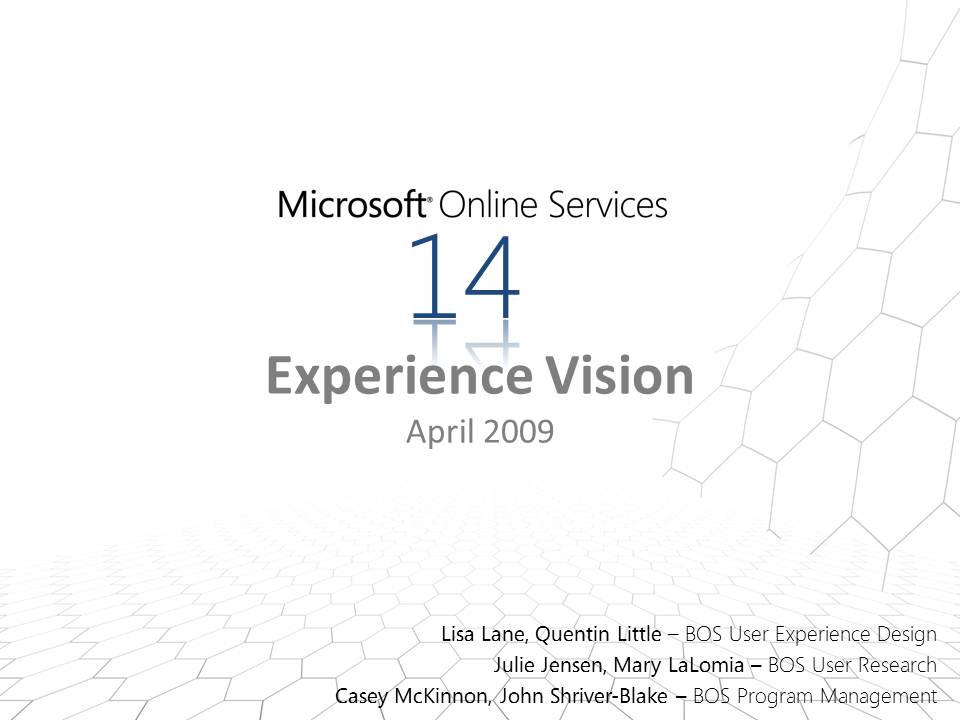 Microsoft® Online Services
14
Experience Vision
April 2009
Lisa Lane, Quentin Little – BOS User Experience Design
Julie Jensen, Mary LaLomia – BOS User Research
Casey McKinnon, John Shriver-Blake – BOS Program Management